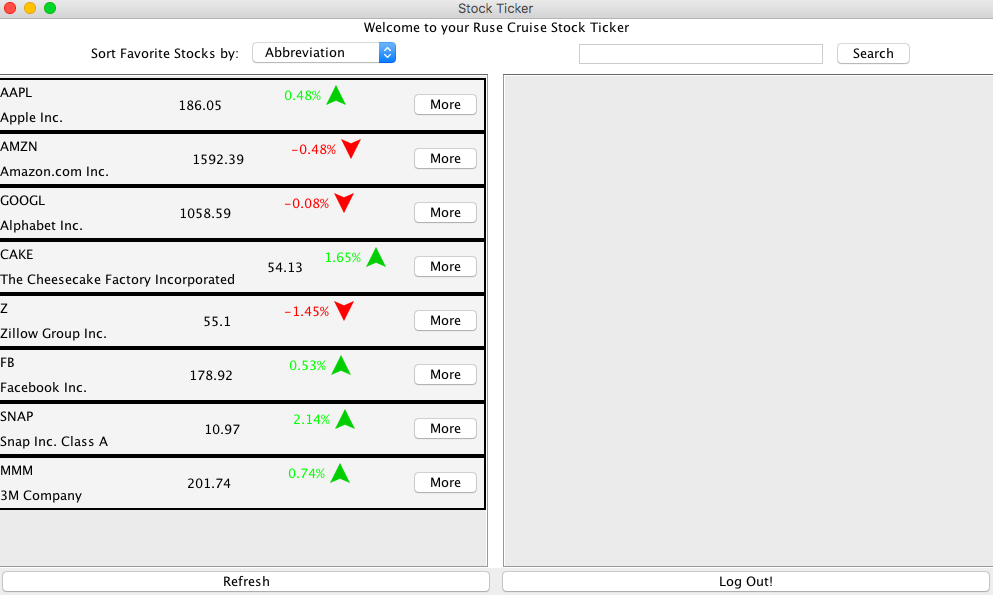 Stock Ticker
Welcome to your Ruse Cruise Stock Ticker
Sort Favorite Stocks by: Abbreviation Search
AAPL
186.05 0.48% More
Apple Inc.
AMZN
1592.39 -0.48% More
Amazon.com Inc.
GOOGL
1058.59 -0.08% More
Alphabet Inc.
CAKE
54.13 1.65% More
The Cheesecake Factory Incorporated
Z
55.1 -1.45% More
Zillow Group Inc.
FB
178.92 0.53% More
Facebook Inc.
SNAP
10.97 2.14% More
Snap Inc. Class A
MMM
201.74 0.74% More
3M Company
Refresh Log Out!